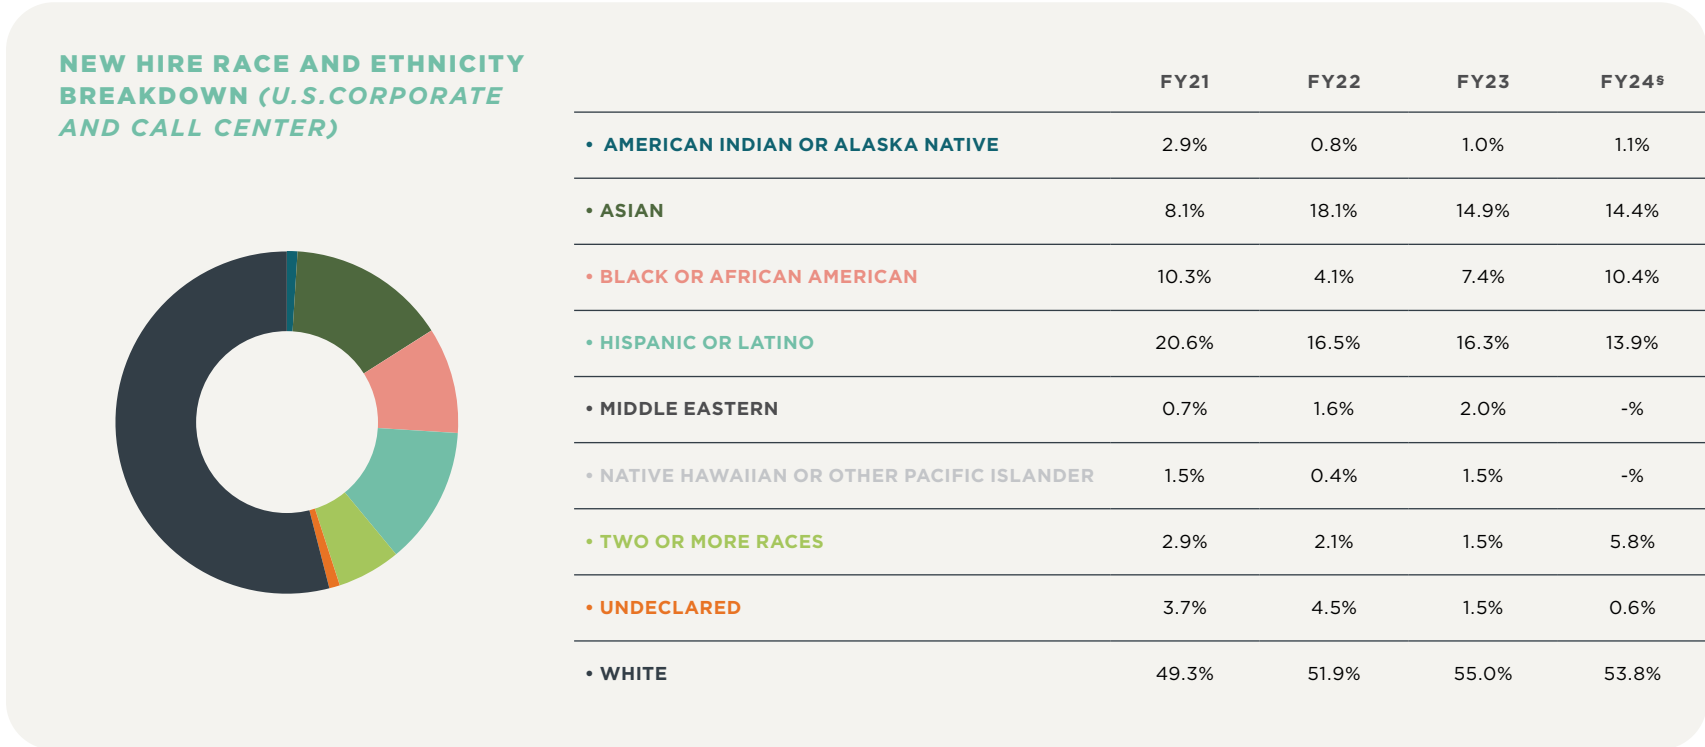 NEW HIRE RACE AND ETHNICITY
BREAKDOWN (U.S.CORPORATE
AND CALL CENTER)
FY21 FY22 FY23 FY24§
• AMERICAN INDIAN OR ALASKA NATIVE 2.9% 0.8% 1.0% 1.1%
• ASIAN 8.1% 18.1% 14.9% 14.4%
• BLACK OR AFRICAN AMERICAN 10.3% 4.1% 7.4% 10.4%
• HISPANIC OR LATINO 20.6% 16.5% 16.3% 13.9%
• MIDDLE EASTERN 0.7% 1.6% 2.0% -%
• NATIVE HAWAIIAN OR OTHER PACIFIC ISLANDER 1.5% 0.4% 1.5% -%
• TWO OR MORE RACES 2.9% 2.1% 1.5% 5.8%
• UNDECLARED 3.7% 4.5% 1.5% 0.6%
• WHITE 49.3% 51.9% 55.0% 53.8%